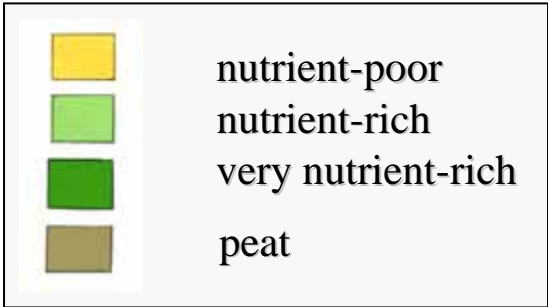 nutrient-poor
nutrient-rich
very nutrient-rich
peat